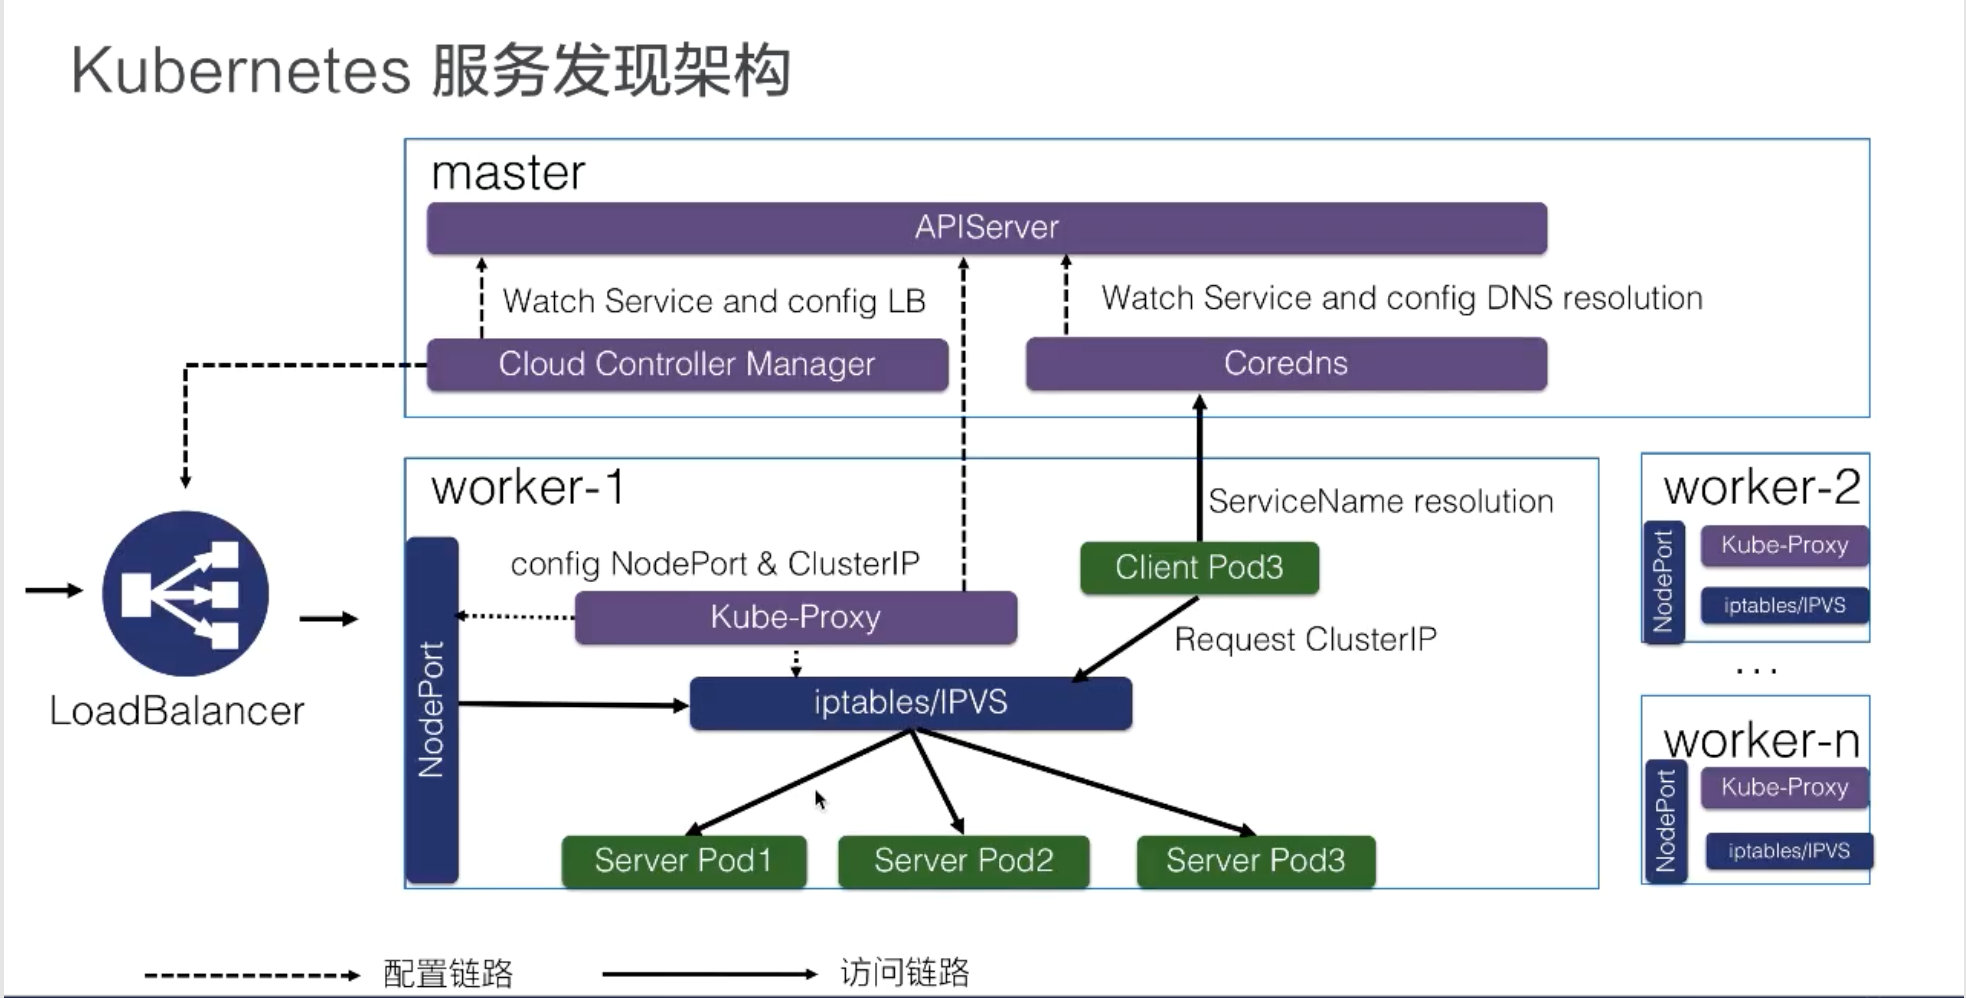 Kubernetes 服务发现架构
master
APIServer
Watch Service and config LB
Watch Service and config DNS resolution
Cloud Controller Manager
Coredns
worker-1
ServiceName resolution
config NodePort & ClusterIP
Client Pod3
Kube-Proxy
Request ClusterIP
NodePort
iptables/IPVS
LoadBalancer
Server Pod1
Server Pod2
Server Pod3
worker-2
NodePort
Kube-Proxy
iptables/IPVS
...
worker-n
NodePort
Kube-Proxy
iptables/IPVS
配置链路
访问链路